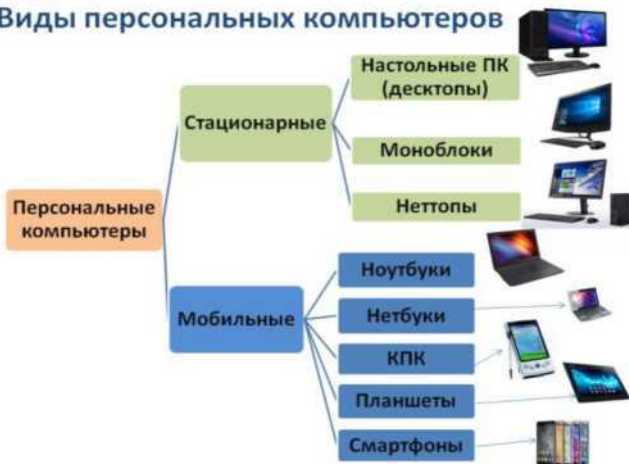 Виды персональных компьютеров
Настольные ПК
(десктопы)
Стационарные
Моноблоки
Неттопы
Персональные
компьютеры
Ноутбуки
Мобильные
Нетбуки
КПК
Планшеты
Смартфоны